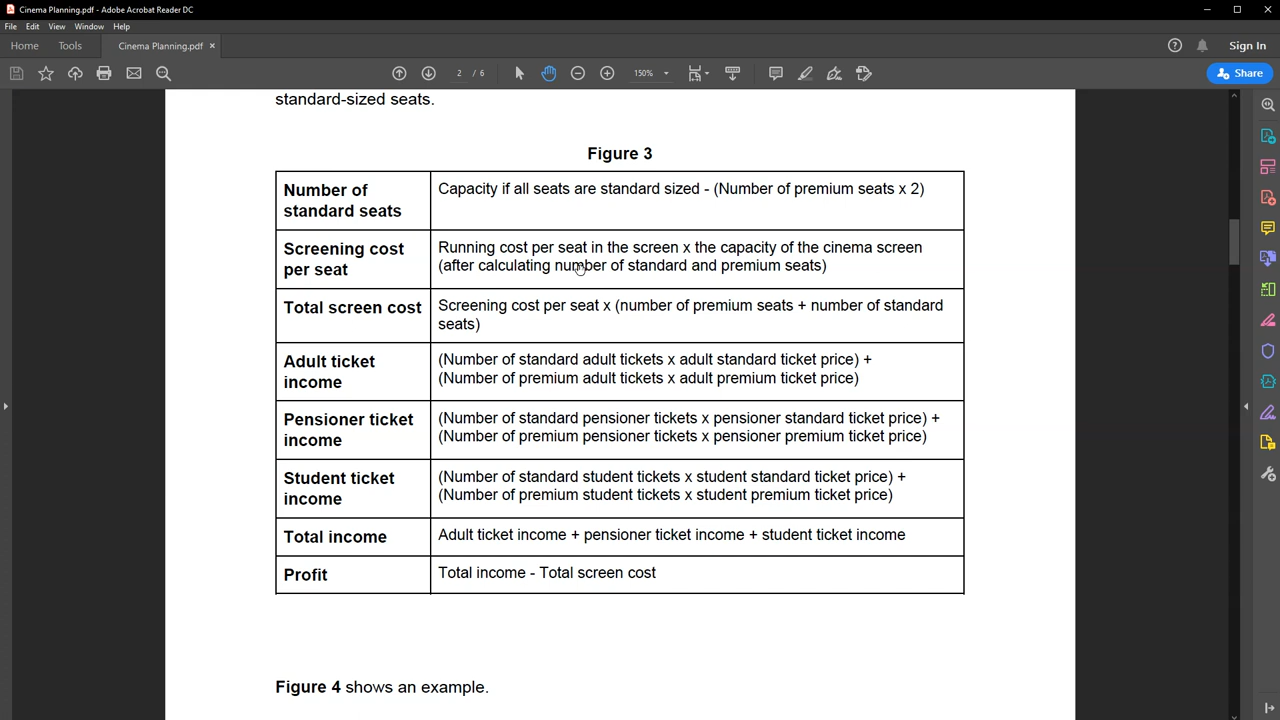 Cinema Planning.pdf - Adobe Acrobat Reader DC
File Edit View Window Help
Home Tools Cinema Planning.pdf × Sign In
2 / 6 150% Share
standard-sized seats.
Figure 3
Number of
standard seats
Capacity if all seats are standard sized - (Number of premium seats x 2)
Screening cost
per seat
Running cost per seat in the screen x the capacity of the cinema screen
(after calculating number of standard and premium seats)
Total screen cost
Screening cost per seat x (number of premium seats + number of standard
seats)
Adult ticket
income
(Number of standard adult tickets x adult standard ticket price) +
(Number of premium adult tickets x adult premium ticket price)
Pensioner ticket
income
(Number of standard pensioner tickets x pensioner standard ticket price) +
(Number of premium pensioner tickets x pensioner premium ticket price)
Student ticket
income
(Number of standard student tickets x student standard ticket price) +
(Number of premium student tickets x student premium ticket price)
Total income
Adult ticket income + pensioner ticket income + student ticket income
Profit
Total income - Total screen cost
Figure 4 shows an example.